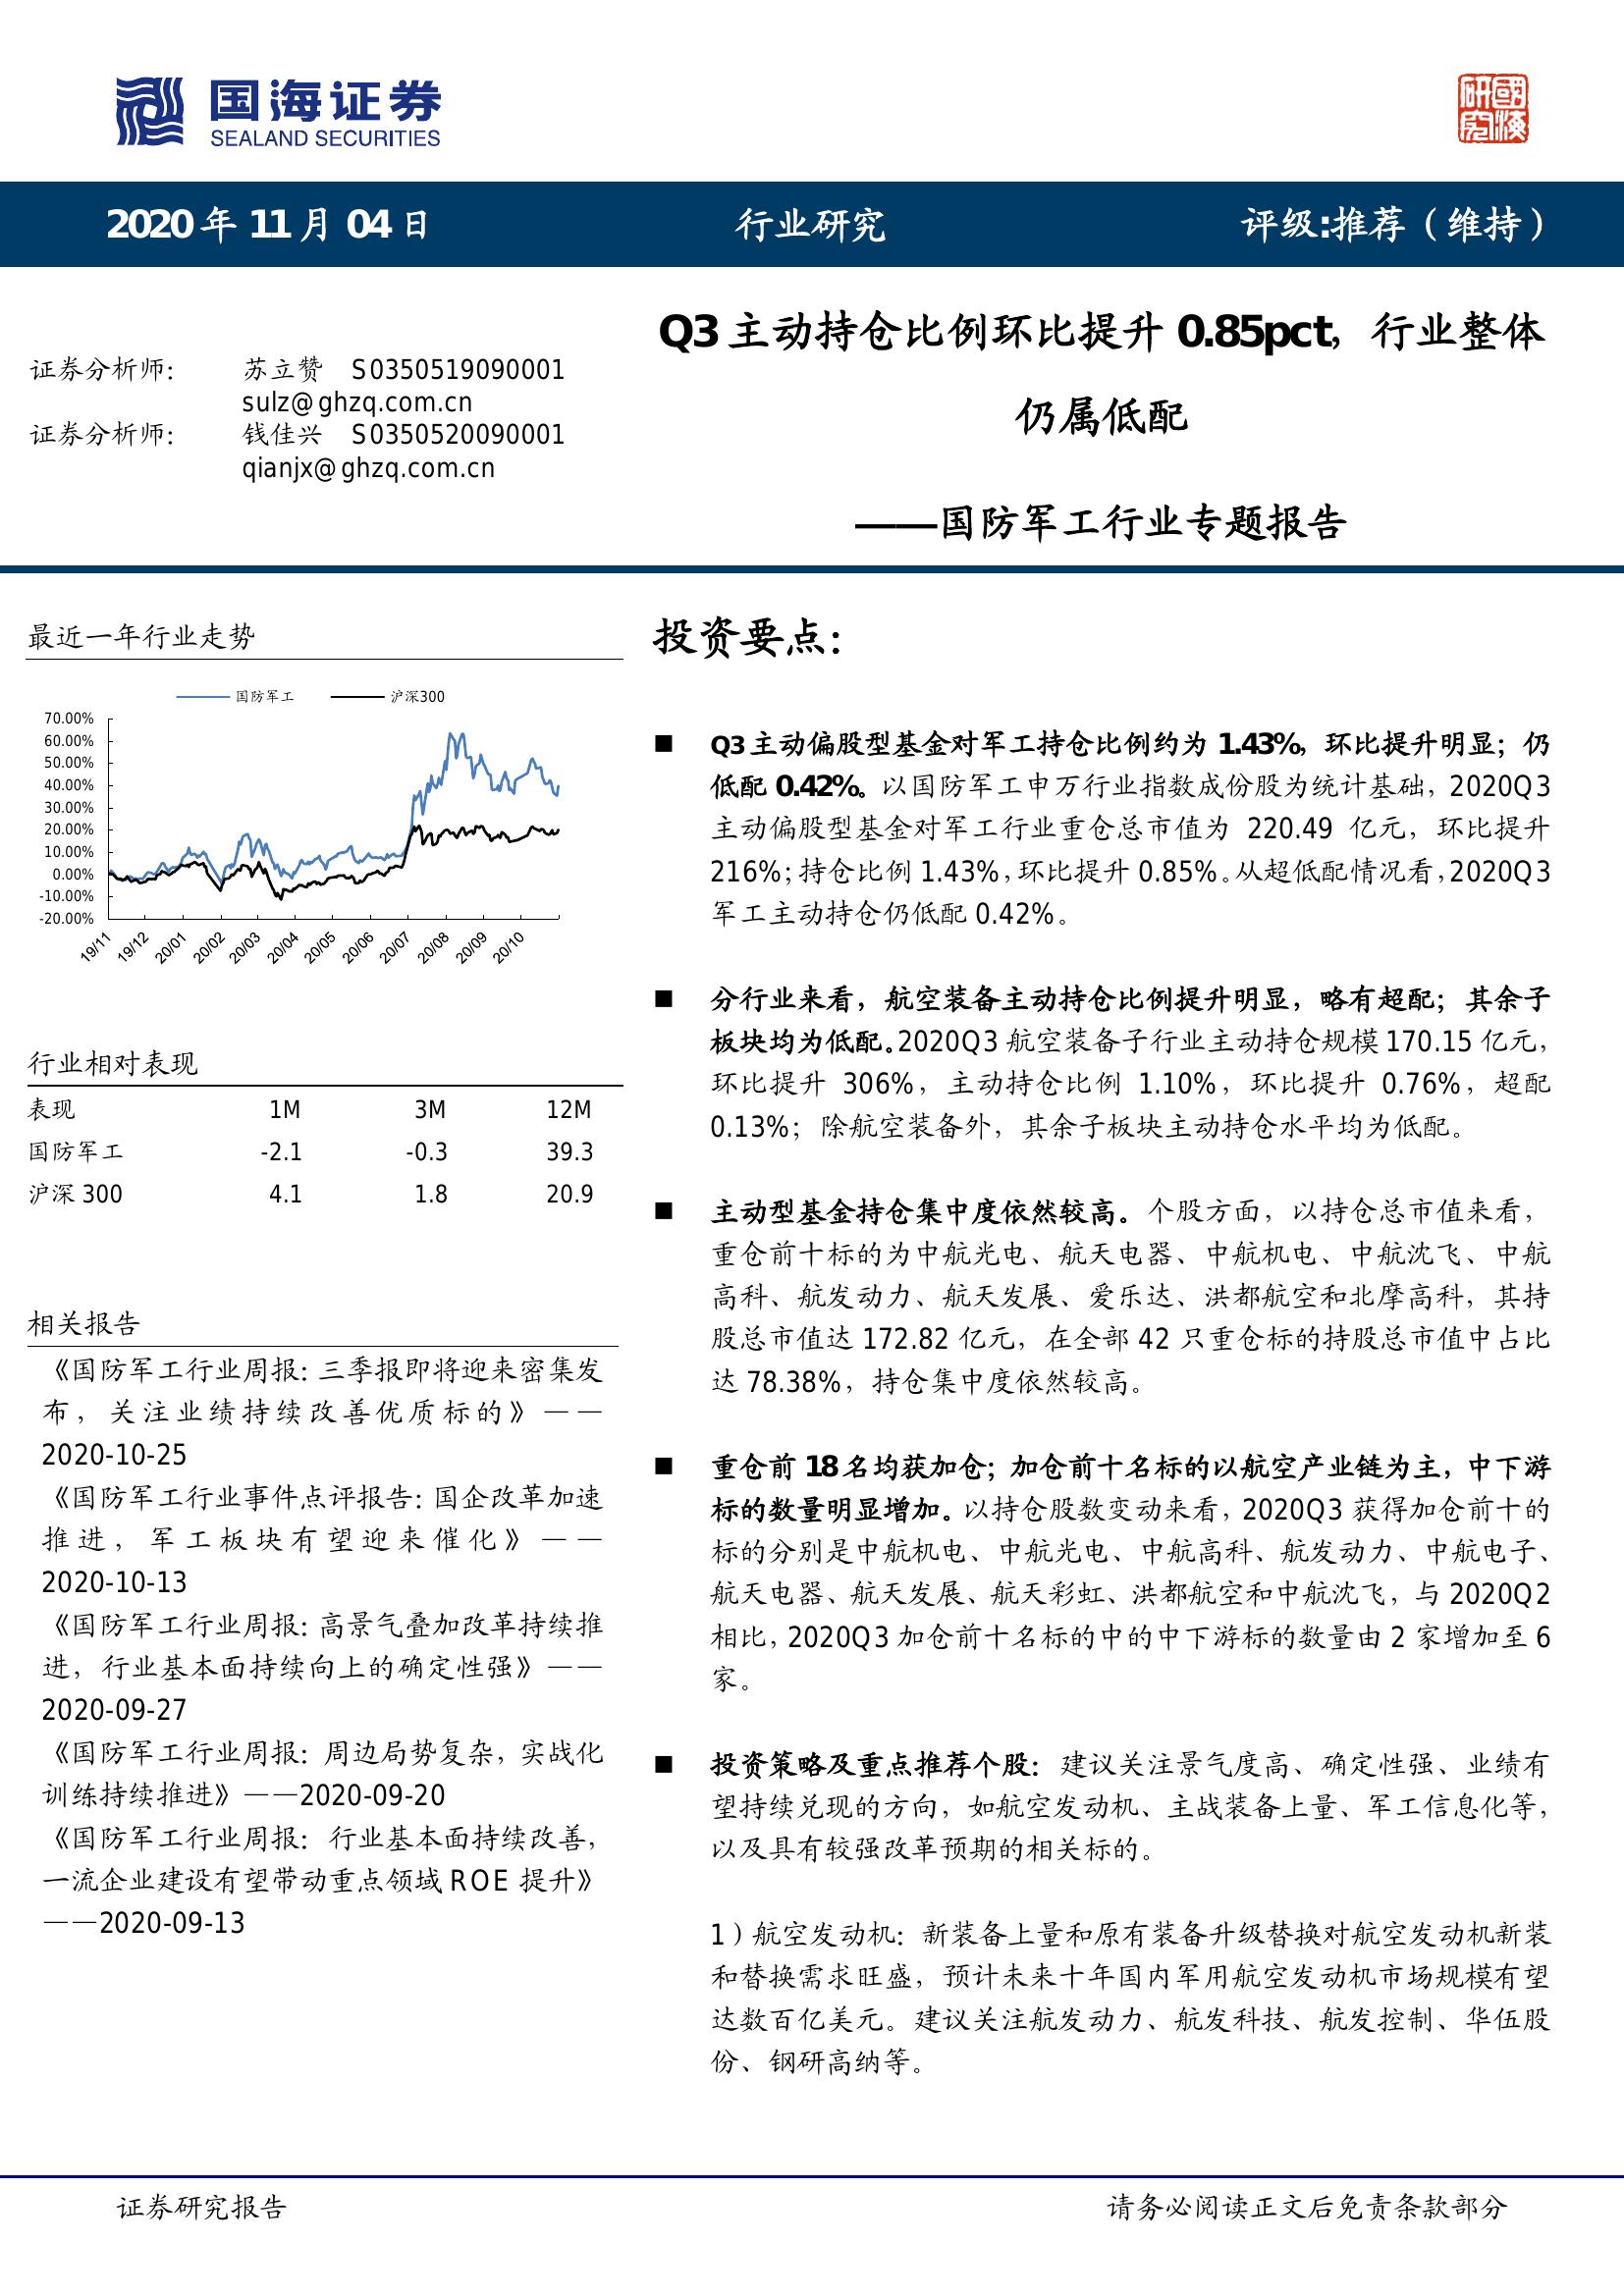 国海证券
SEALAND SECURITIES
國海研究
2020 年 11 月 04 日
行业研究
评级:推荐（维持）
证券分析师： 苏立赞 S0350519090001
sulz@ghzq.com.cn
证券分析师： 钱佳兴 S0350520090001
qianjx@ghzq.com.cn
Q3 主动持仓比例环比提升 0.85pct，行业整体
仍属低配
——国防军工行业专题报告
最近一年行业走势
国防军工 沪深300
70.00%
60.00%
50.00%
40.00%
30.00%
20.00%
10.00%
0.00%
-10.00%
-20.00%
19/11 19/12 20/01 20/02 20/03 20/04 20/05 20/06 20/07 20/08 20/09 20/10
行业相对表现
表现 1M 3M 12M
国防军工 -2.1 -0.3 39.3
沪深 300 4.1 1.8 20.9
相关报告
《国防军工行业周报：三季报即将迎来密集发
布，关注业绩持续改善优质标的》——
2020-10-25
《国防军工行业事件点评报告：国企改革加速
推进，军工板块有望迎来催化》——
2020-10-13
《国防军工行业周报：高景气叠加改革持续推
进，行业基本面持续向上的确定性强》——
2020-09-27
《国防军工行业周报：周边局势复杂，实战化
训练持续推进》——2020-09-20
《国防军工行业周报： 行业基本面持续改善，
一流企业建设有望带动重点领域 ROE 提升》
——2020-09-13
投资要点：
■ Q3 主动偏股型基金对军工持仓比例约为 1.43%，环比提升明显；仍
低配 0.42%。以国防军工申万行业指数成份股为统计基础，2020Q3
主动偏股型基金对军工行业重仓总市值为 220.49 亿元，环比提升
216%；持仓比例 1.43%，环比提升 0.85%。从超低配情况看，2020Q3
军工主动持仓仍低配 0.42%。
■ 分行业来看，航空装备主动持仓比例提升明显，略有超配；其余子
板块均为低配。2020Q3 航空装备子行业主动持仓规模 170.15 亿元，
环比提升 306%，主动持仓比例 1.10%，环比提升 0.76%，超配
0.13%；除航空装备外，其余子板块主动持仓水平均为低配。
■ 主动型基金持仓集中度依然较高。个股方面，以持仓总市值来看，
重仓前十标的为中航光电、航天电器、中航机电、中航沈飞、中航
高科、航发动力、航天发展、爱乐达、洪都航空和北摩高科，其持
股总市值达 172.82 亿元，在全部 42 只重仓标的持股总市值中占比
达 78.38%，持仓集中度依然较高。
■ 重仓前 18 名均获加仓；加仓前十名标的以航空产业链为主，中下游
标的数量明显增加。以持仓股数变动来看，2020Q3 获得加仓前十的
标的分别是中航机电、中航光电、中航高科、航发动力、中航电子、
航天电器、航天发展、航天彩虹、洪都航空和中航沈飞，与 2020Q2
相比，2020Q3 加仓前十名标的中的中下游标的数量由 2 家增加至 6
家。
■ 投资策略及重点推荐个股：建议关注景气度高、确定性强、业绩有
望持续兑现的方向，如航空发动机、主战装备上量、军工信息化等，
以及具有较强改革预期的相关标的。
1）航空发动机：新装备上量和原有装备升级替换对航空发动机新装
和替换需求旺盛，预计未来十年国内军用航空发动机市场规模有望
达数百亿美元。建议关注航发动力、航发科技、航发控制、华伍股
份、钢研高纳等。
证券研究报告
请务必阅读正文后免责条款部分